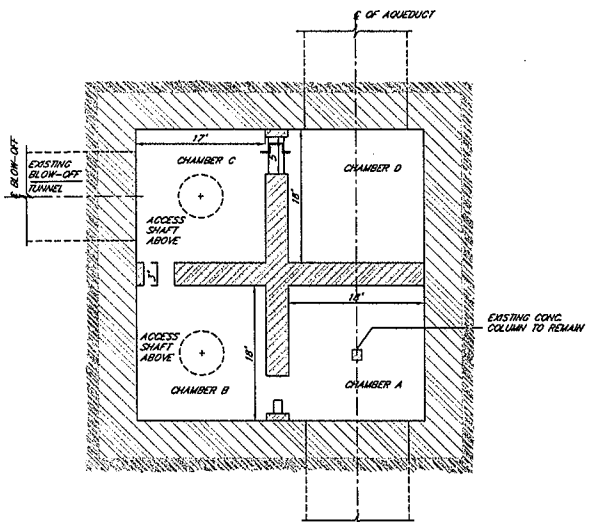 ℄ OF AQUEDUCT
17'
CHAMBER C
5'
18'
CHAMBER D
℄ BLOW-OFF
EXISTING
BLOW-OFF
TUNNEL
ACCESS
SHAFT
ABOVE
3'
18'
EXISTING CONC.
COLUMN TO REMAIN
ACCESS
SHAFT
ABOVE
18'
CHAMBER B
CHAMBER A